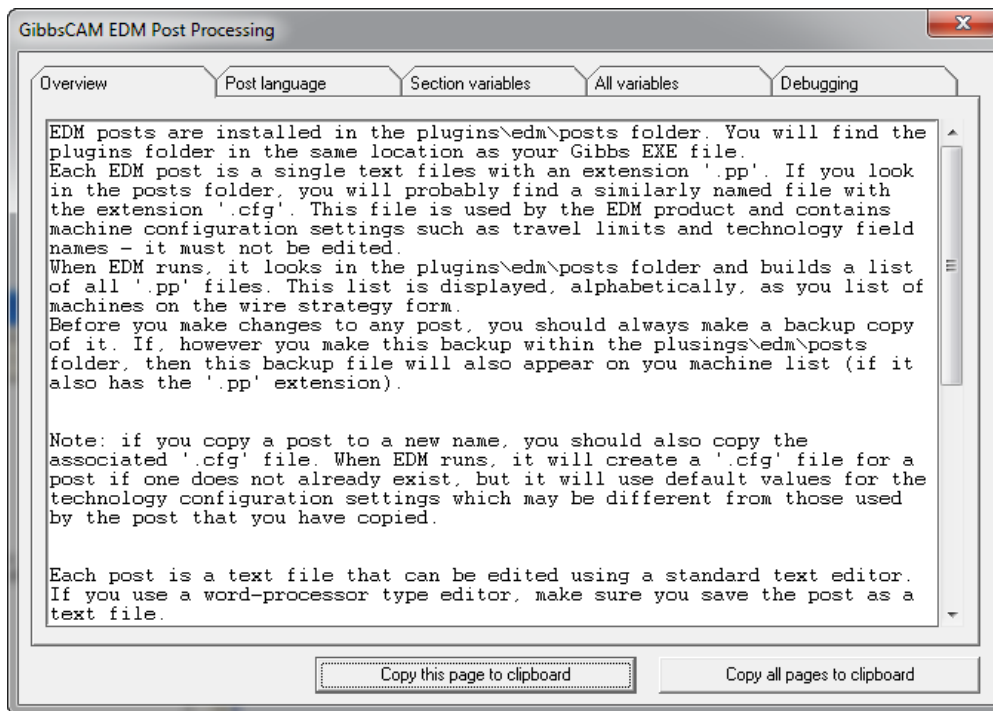 GibbsCAM EDM Post Processing
Overview
Post language
Section variables
All variables
Debugging
EDM posts are installed in the plugins\edm\posts folder. You will find the
plugins folder in the same location as your Gibbs EXE file.
Each EDM post is a single text files with an extension '.pp'. If you look
in the posts folder, you will probably find a similarly named file with
the extension '.cfg'. This file is used by the EDM product and contains
machine configuration settings such as travel limits and technology field
names - it must not be edited.
When EDM runs, it looks in the plugins\edm\posts folder and builds a list
of all '.pp' files. This list is displayed, alphabetically, as you list of
machines on the wire strategy form.
Before you make changes to any post, you should always make a backup copy
of it. If, however you make this backup within the plusings\edm\posts
folder, then this backup file will also appear on you machine list (if it
also has the '.pp' extension).
Note: if you copy a post to a new name, you should also copy the
associated '.cfg' file. When EDM runs, it will create a '.cfg' file for a
post if one does not already exist, but it will use default values for the
technology configuration settings which may be different from those used
by the post that you have copied.
Each post is a text file that can be edited using a standard text editor.
If you use a word-processor type editor, make sure you save the post as a
text file.
Copy this page to clipboard
Copy all pages to clipboard